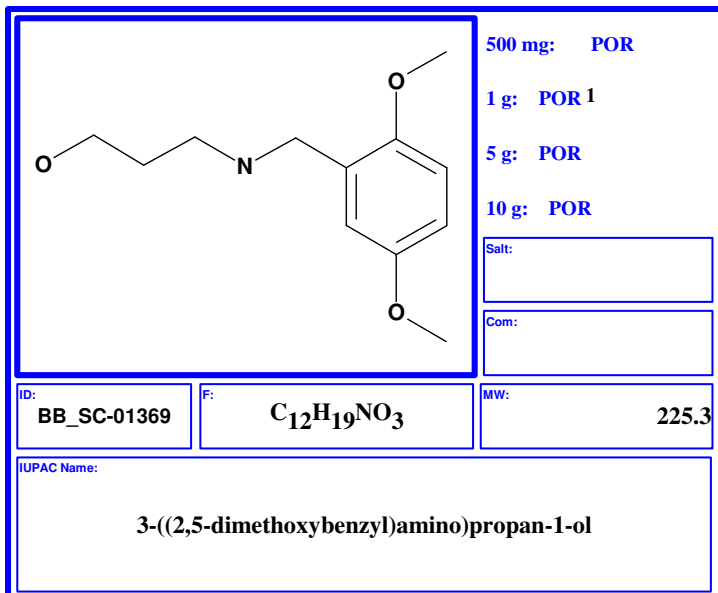 500 mg: POR
1 g: POR 1
5 g: POR
10 g: POR
O
O
N
O
Salt:
Com:
ID:
BB_SC-01369
F:
C12H19NO3
MW:
225.3
IUPAC Name:
3-((2,5-dimethoxybenzyl)amino)propan-1-ol